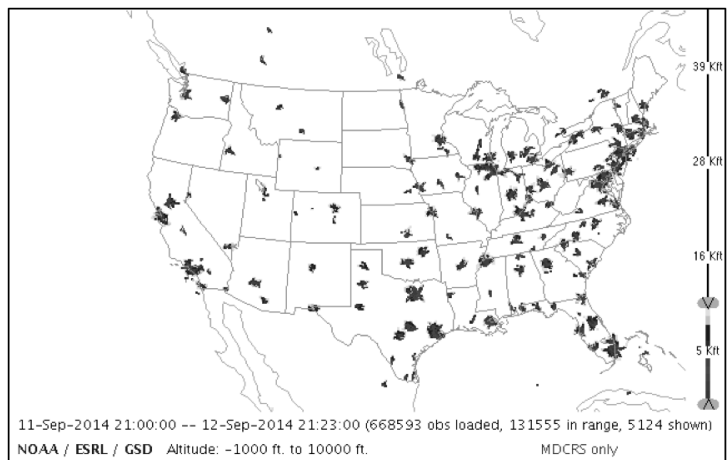 39 Kft
28 Kft
16 Kft
5 Kft
11-Sep-2014 21:00:00 -- 12-Sep-2014 21:23:00 (668593 obs loaded, 131555 in range, 5124 shown)
NOAA / ESRL / GSD Altitude: -1000 ft. to 10000 ft. MDCRS only